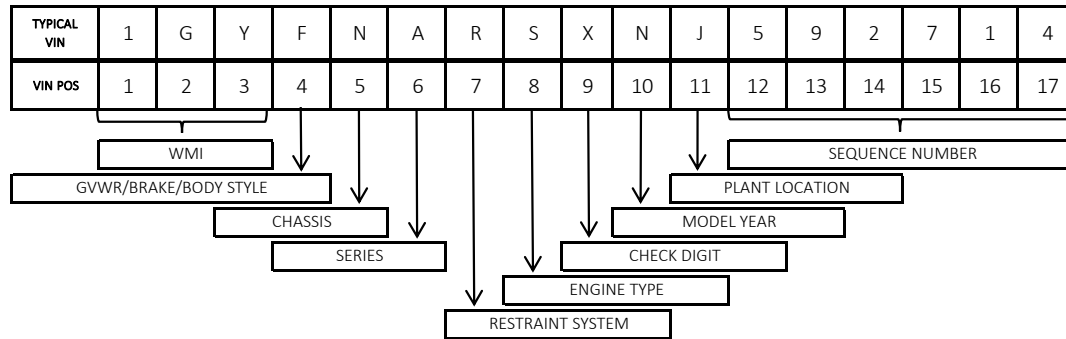 TYPICAL VIN 1 G Y F N A R S X N J 5 9 2 7 1 4
VIN POS 1 2 3 4 5 6 7 8 9 10 11 12 13 14 15 16 17
WMI SEQUENCE NUMBER
GVWR/BRAKE/BODY STYLE PLANT LOCATION
CHASSIS MODEL YEAR
SERIES CHECK DIGIT
ENGINE TYPE
RESTRAINT SYSTEM